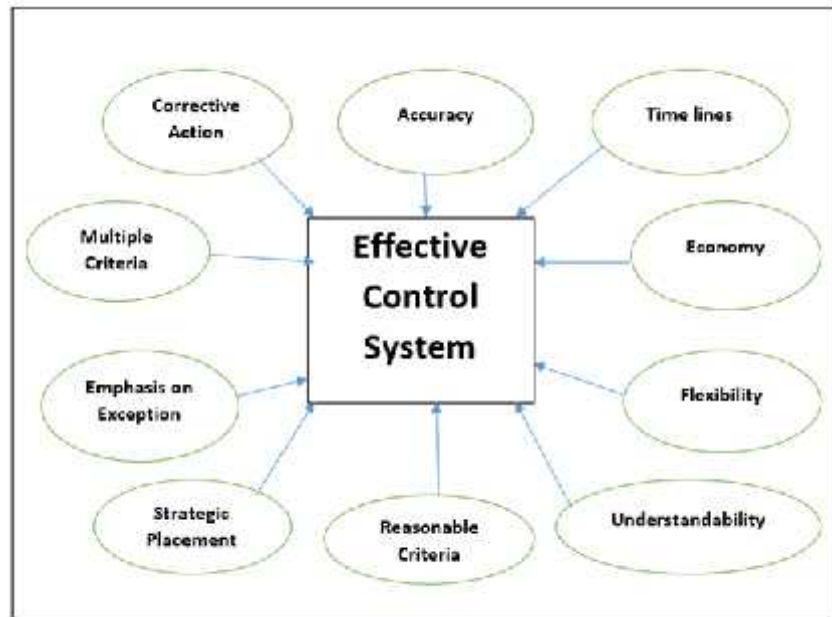 Corrective
Action
Accuracy
Time lines
Multiple
Criteria
Effective
Control
System
Economy
Emphasis on
Exception
Flexibility
Strategic
Placement
Reasonable
Criteria
Understandability